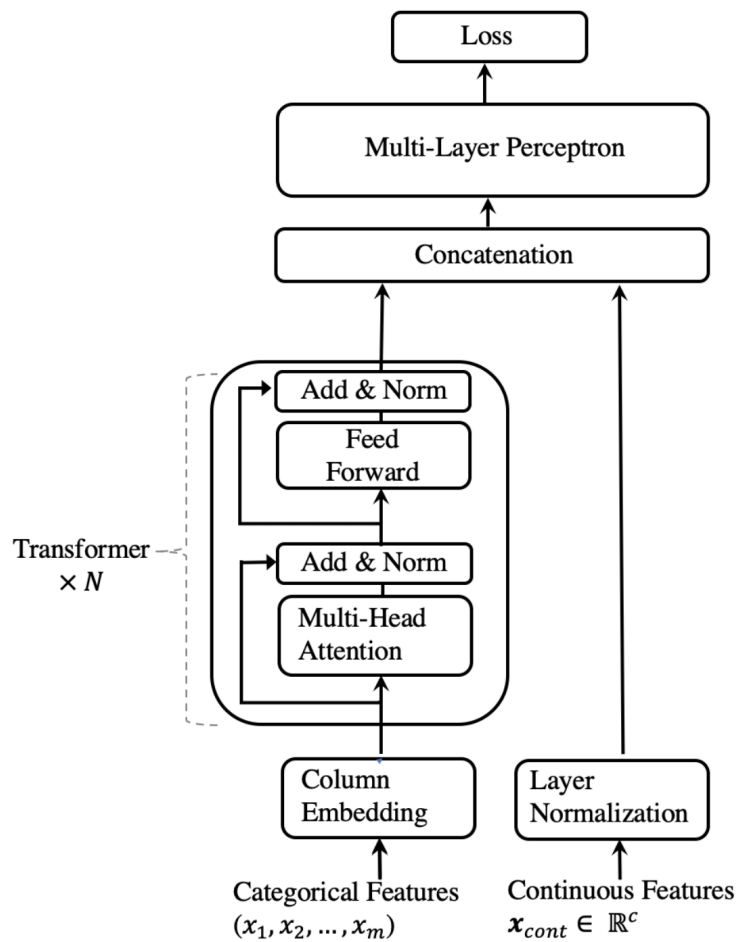 Loss
Multi-Layer Perceptron
Concatenation
Add & Norm
Feed
Forward
Transformer
× N
Add & Norm
Multi-Head
Attention
Column
Embedding
Layer
Normalization
Categorical Features
(x₁, x₂, ..., xₘ)
Continuous Features
𝒙_cont ∈ ℝᶜ